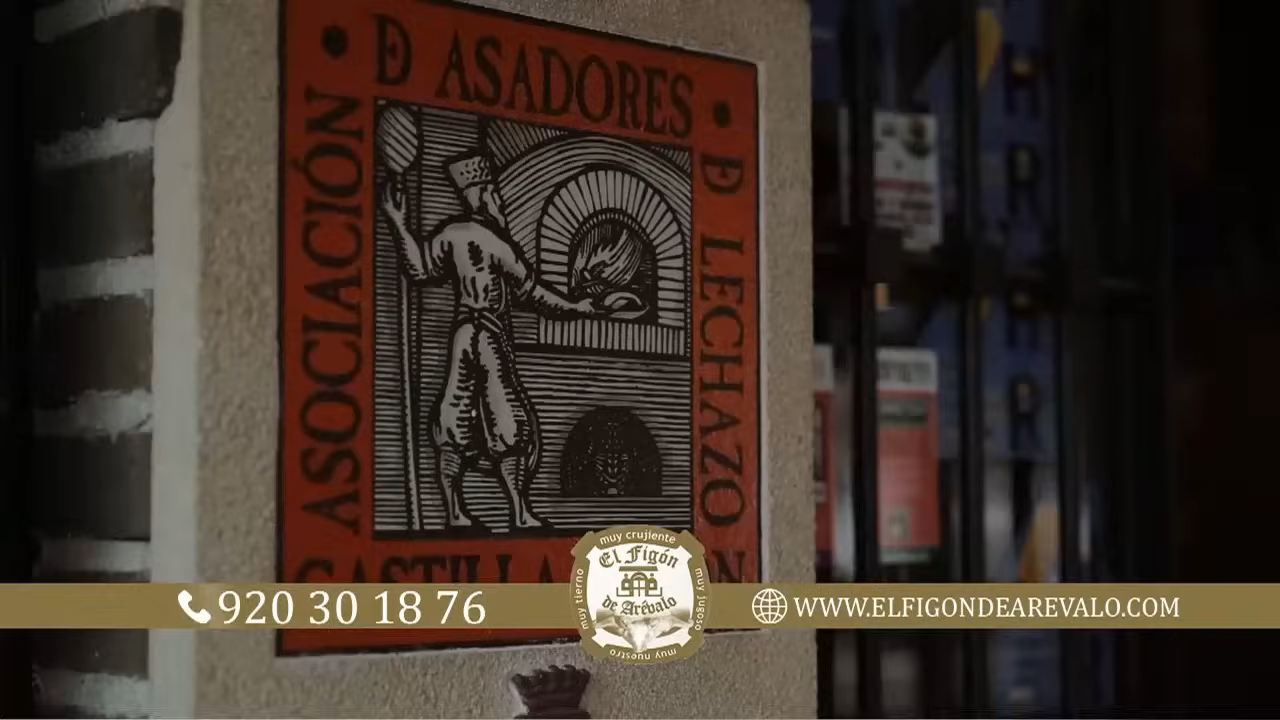 ASOCIACIÓN
Đ ASADORES
Đ LECHAZO
CASTILLA
920 30 18 76
muy crujiente
muy tierno
El Figón
de Arévalo
muy jugoso
muy nuestro
WWW.ELFIGONDEAREVALO.COM